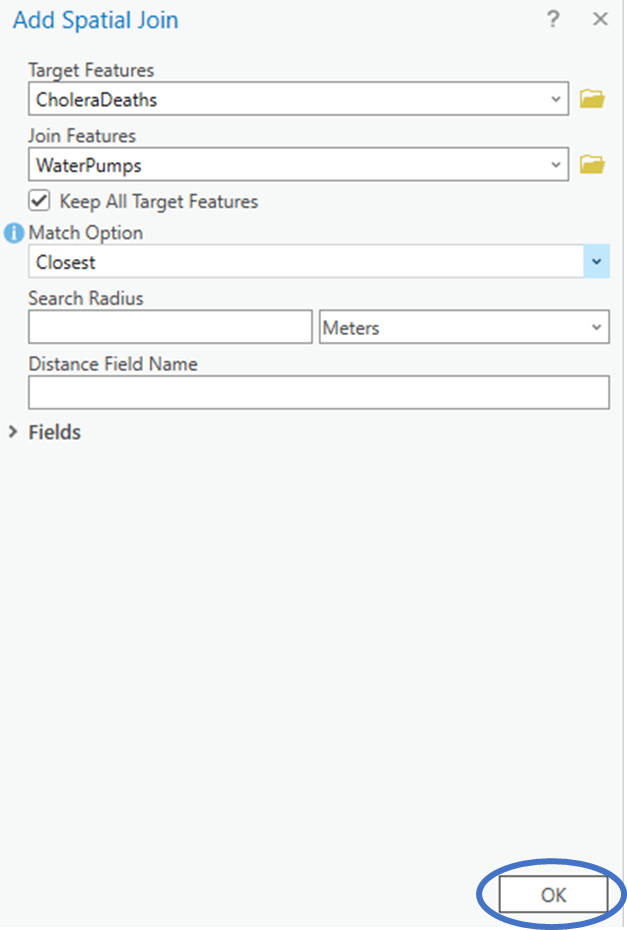 Add Spatial Join ? ×
Target Features
CholeraDeaths
Join Features
WaterPumps
Keep All Target Features
i Match Option
Closest
Search Radius
Meters
Distance Field Name
Fields
OK